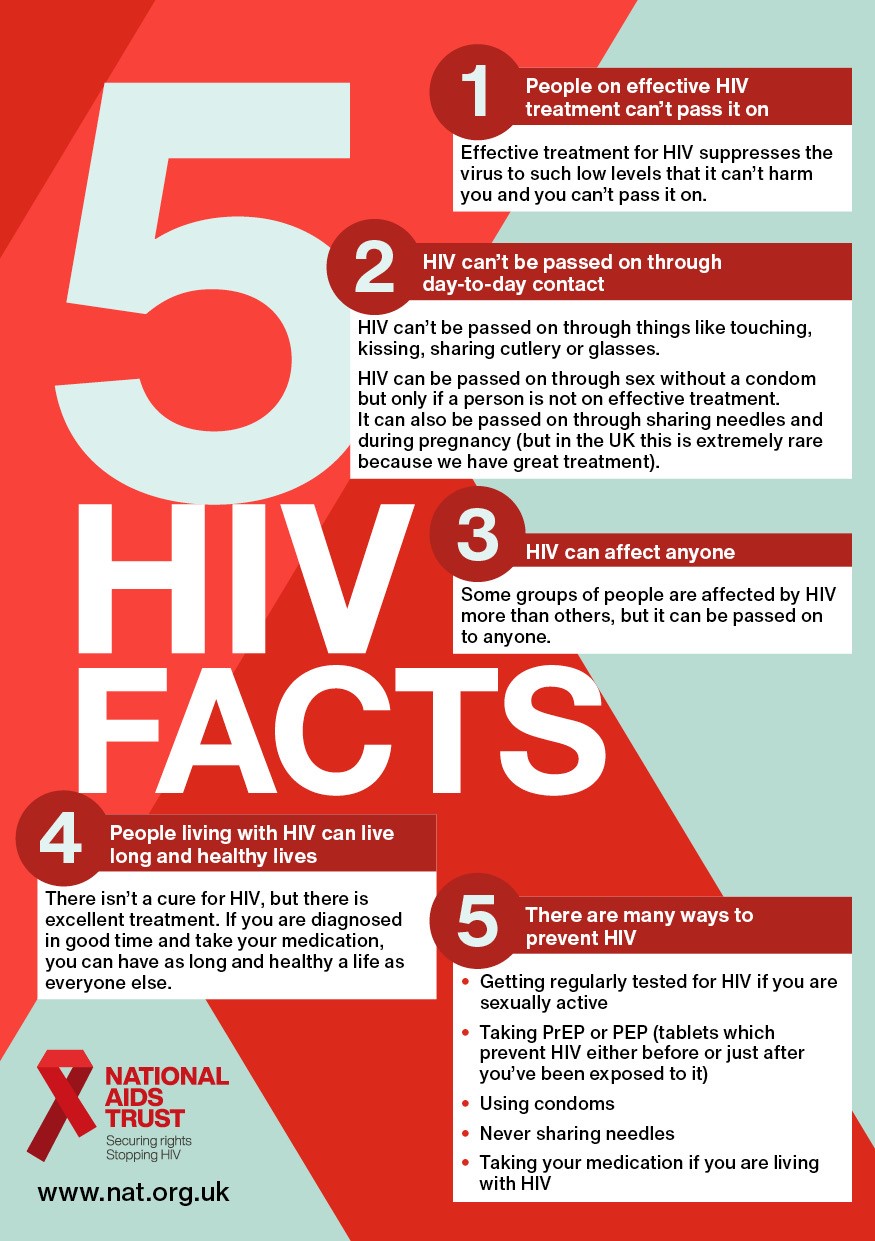 5
HIV
FACTS
1
People on effective HIV
treatment can't pass it on
Effective treatment for HIV suppresses the
virus to such low levels that it can't harm
you and you can't pass it on.
2
HIV can't be passed on through
day-to-day contact
HIV can't be passed on through things like touching,
kissing, sharing cutlery or glasses.
HIV can be passed on through sex without a condom
but only if a person is not on effective treatment.
It can also be passed on through sharing needles and
during pregnancy (but in the UK this is extremely rare
because we have great treatment).
3
HIV can affect anyone
Some groups of people are affected by HIV
more than others, but it can be passed on
to anyone.
4
People living with HIV can live
long and healthy lives
There isn't a cure for HIV, but there is
excellent treatment. If you are diagnosed
in good time and take your medication,
you can have as long and healthy a life as
everyone else.
5
There are many ways to
prevent HIV
• Getting regularly tested for HIV if you are
sexually active
• Taking PrEP or PEP (tablets which
prevent HIV either before or just after
you've been exposed to it)
• Using condoms
• Never sharing needles
• Taking your medication if you are living
with HIV
NATIONAL
AIDS
TRUST
Securing rights
Stopping HIV
www.nat.org.uk